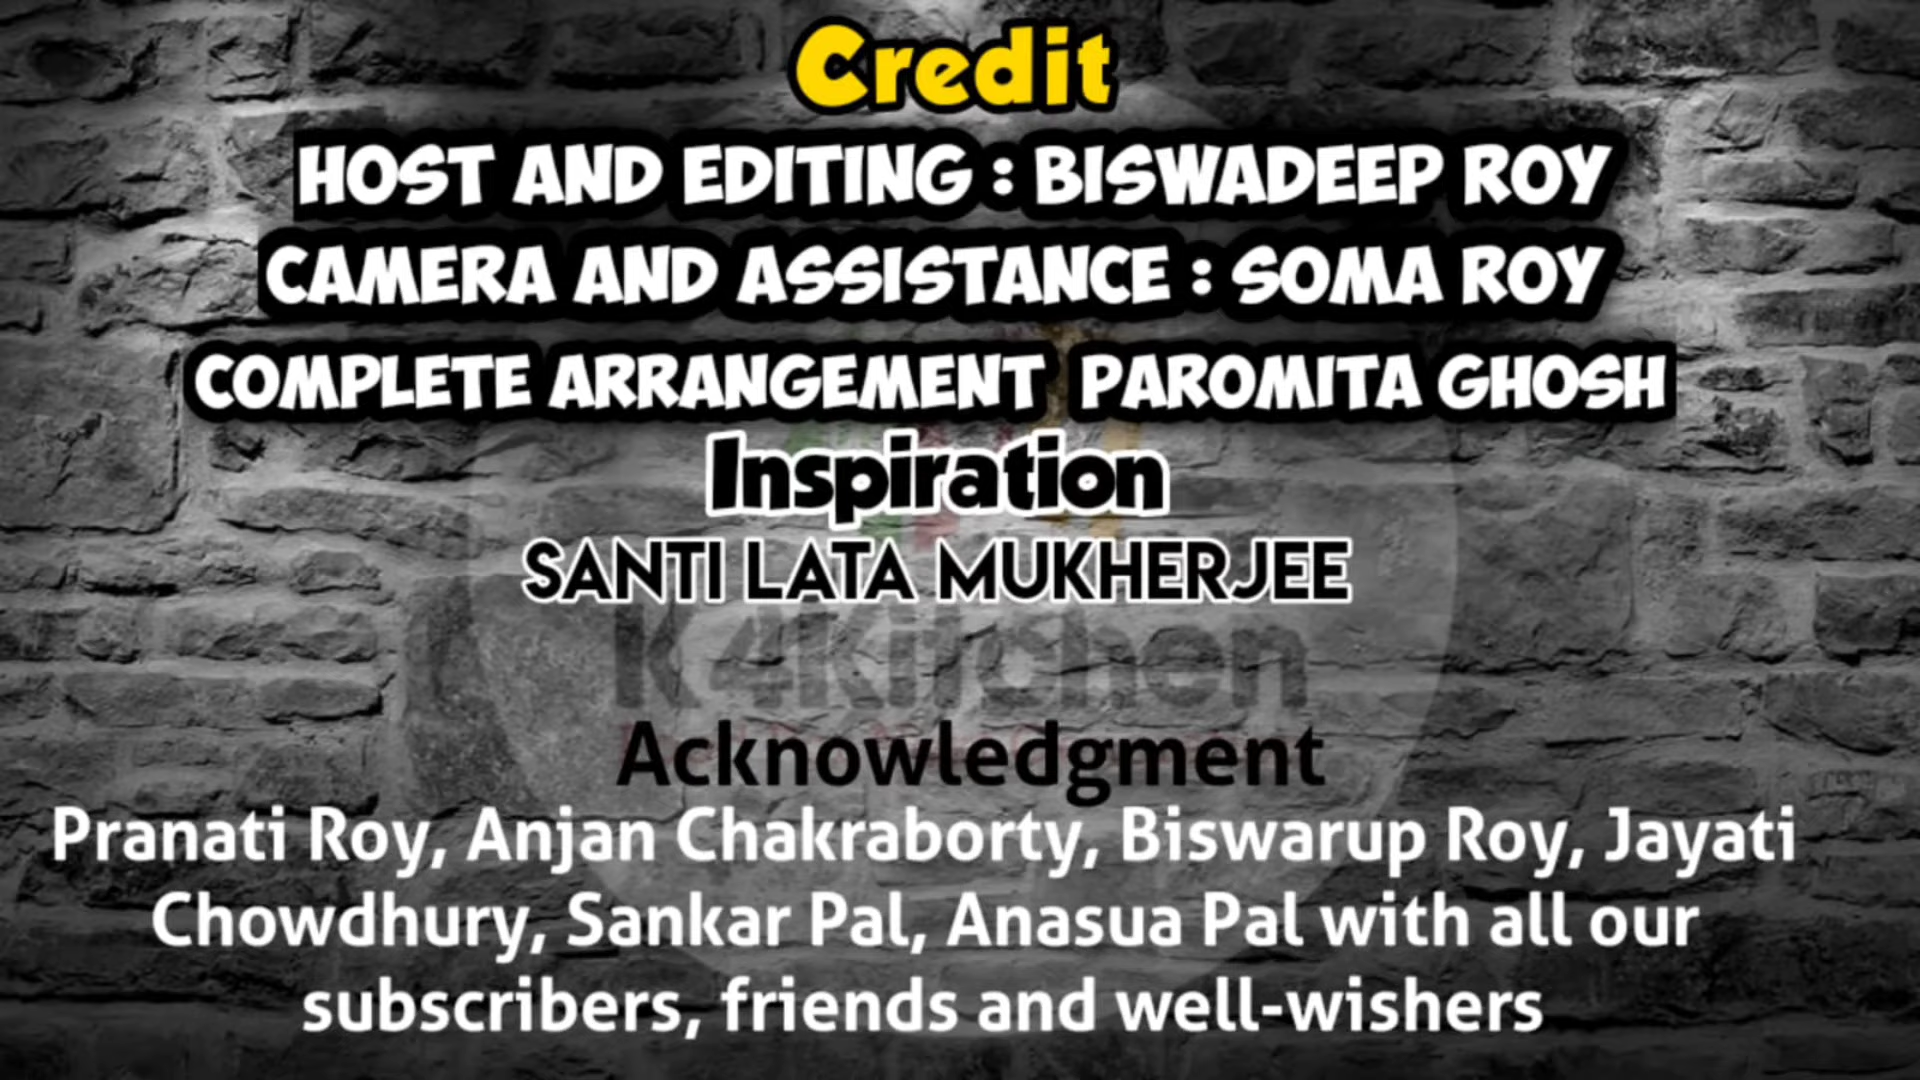 Credit
HOST AND EDITING : BISWADEEP ROY
CAMERA AND ASSISTANCE : SOMA ROY
COMPLETE ARRANGEMENT PAROMITA GHOSH
Inspiration
SANTI LATA MUKHERJEE
K4Kitchen
Acknowledgment
Pranati Roy, Anjan Chakraborty, Biswarup Roy, Jayati
Chowdhury, Sankar Pal, Anasua Pal with all our
subscribers, friends and well-wishers